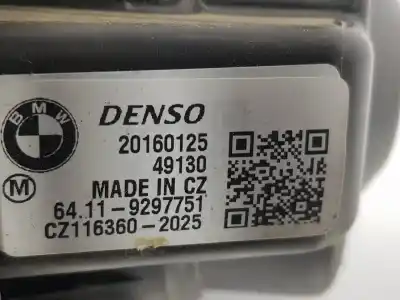 BMW
DENSO
20160125
49130
M
MADE IN CZ
64.11-9297751
CZ116360-2025